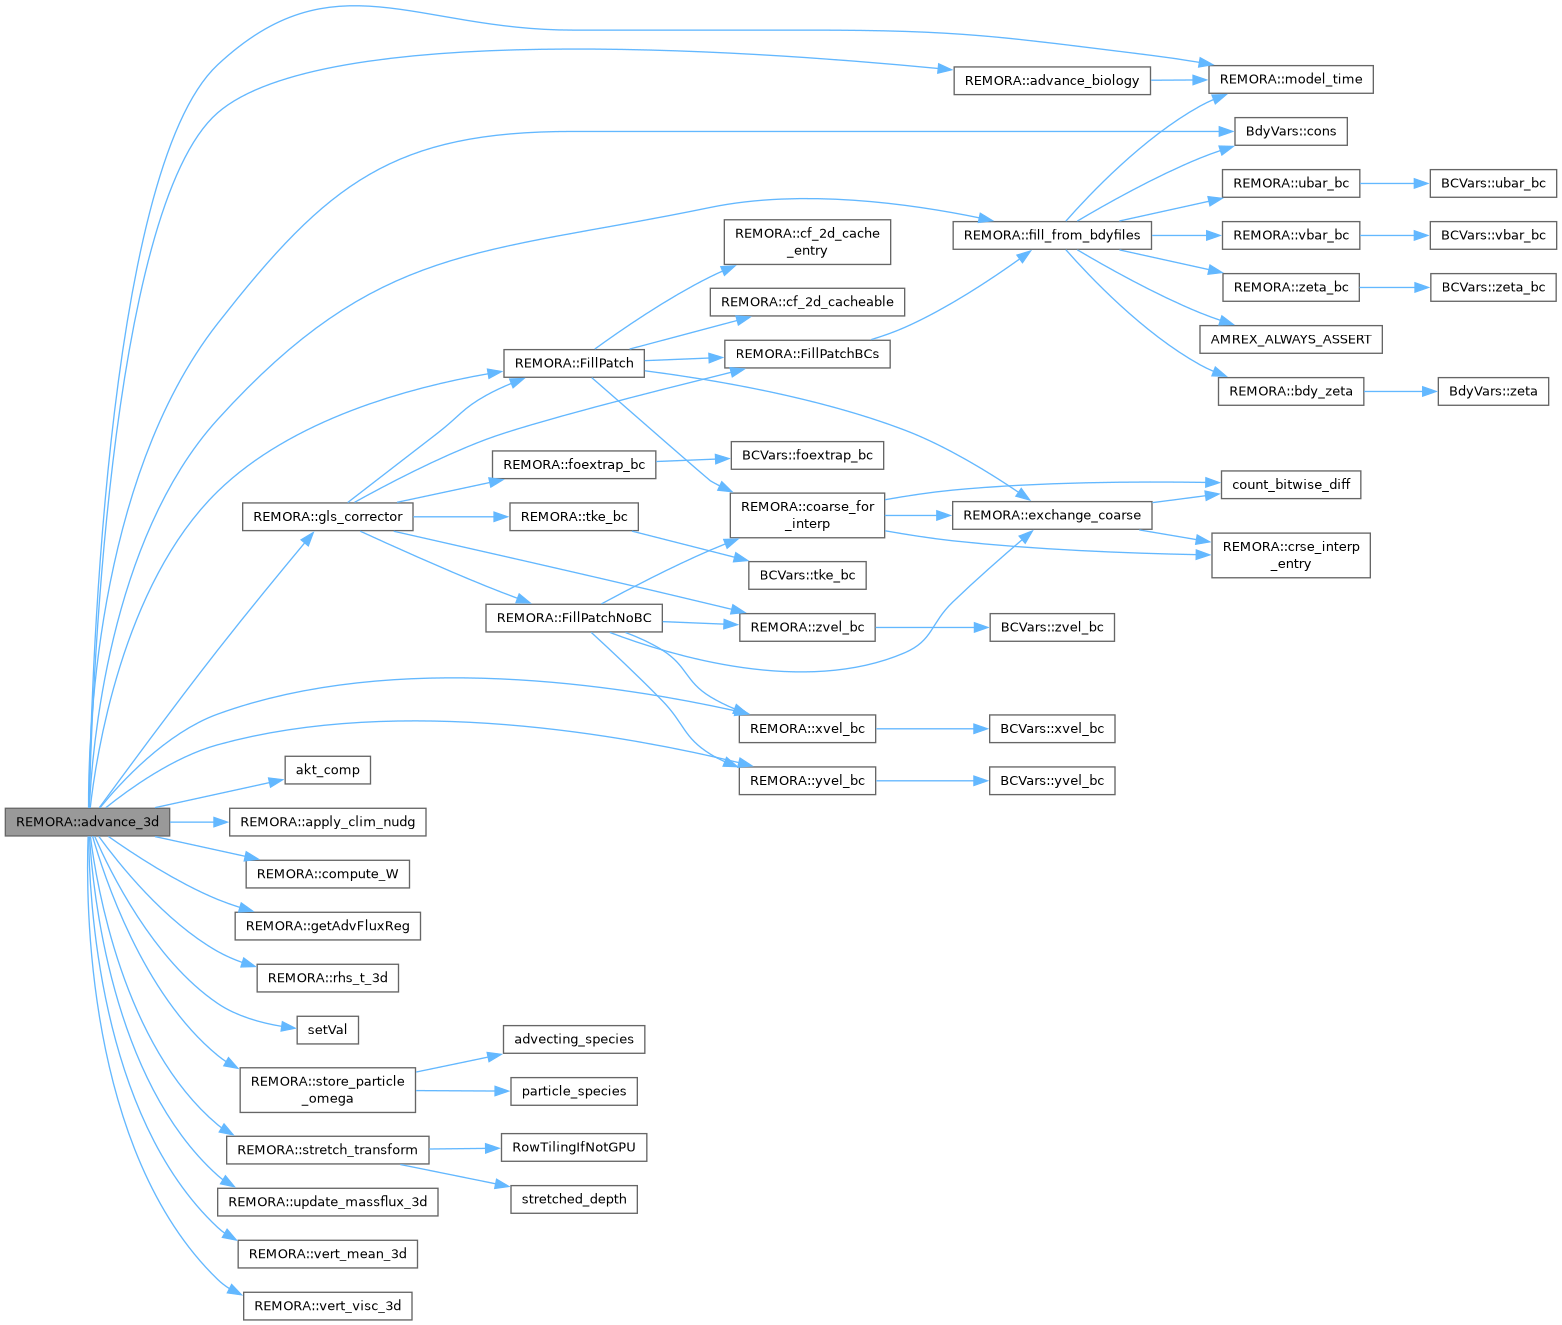 REMORA::model_time
REMORA::advance_biology
BdyVars::cons
REMORA::ubar_bc
BCVars::ubar_bc
REMORA::cf_2d_cache
_entry
REMORA::fill_from_bdyfiles
REMORA::vbar_bc
BCVars::vbar_bc
REMORA::zeta_bc
BCVars::zeta_bc
REMORA::cf_2d_cacheable
AMREX_ALWAYS_ASSERT
REMORA::FillPatch
REMORA::FillPatchBCs
REMORA::bdy_zeta
BdyVars::zeta
REMORA::foextrap_bc
BCVars::foextrap_bc
count_bitwise_diff
REMORA::gls_corrector
REMORA::tke_bc
REMORA::coarse_for
_interp
REMORA::exchange_coarse
REMORA::crse_interp
_entry
BCVars::tke_bc
REMORA::FillPatchNoBC
REMORA::zvel_bc
BCVars::zvel_bc
REMORA::xvel_bc
BCVars::xvel_bc
akt_comp
REMORA::yvel_bc
BCVars::yvel_bc
REMORA::advance_3d
REMORA::apply_clim_nudg
REMORA::compute_W
REMORA::getAdvFluxReg
REMORA::rhs_t_3d
setVal
advecting_species
REMORA::store_particle
_omega
particle_species
REMORA::stretch_transform
RowTilingIfNotGPU
REMORA::update_massflux_3d
stretched_depth
REMORA::vert_mean_3d
REMORA::vert_visc_3d